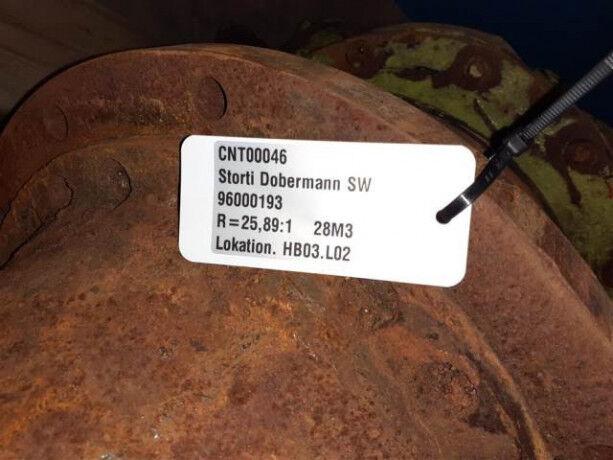 CNT00046
Storti Dobermann SW
96000193
R=25,89:1 28M3
Lokation. HB03.L02